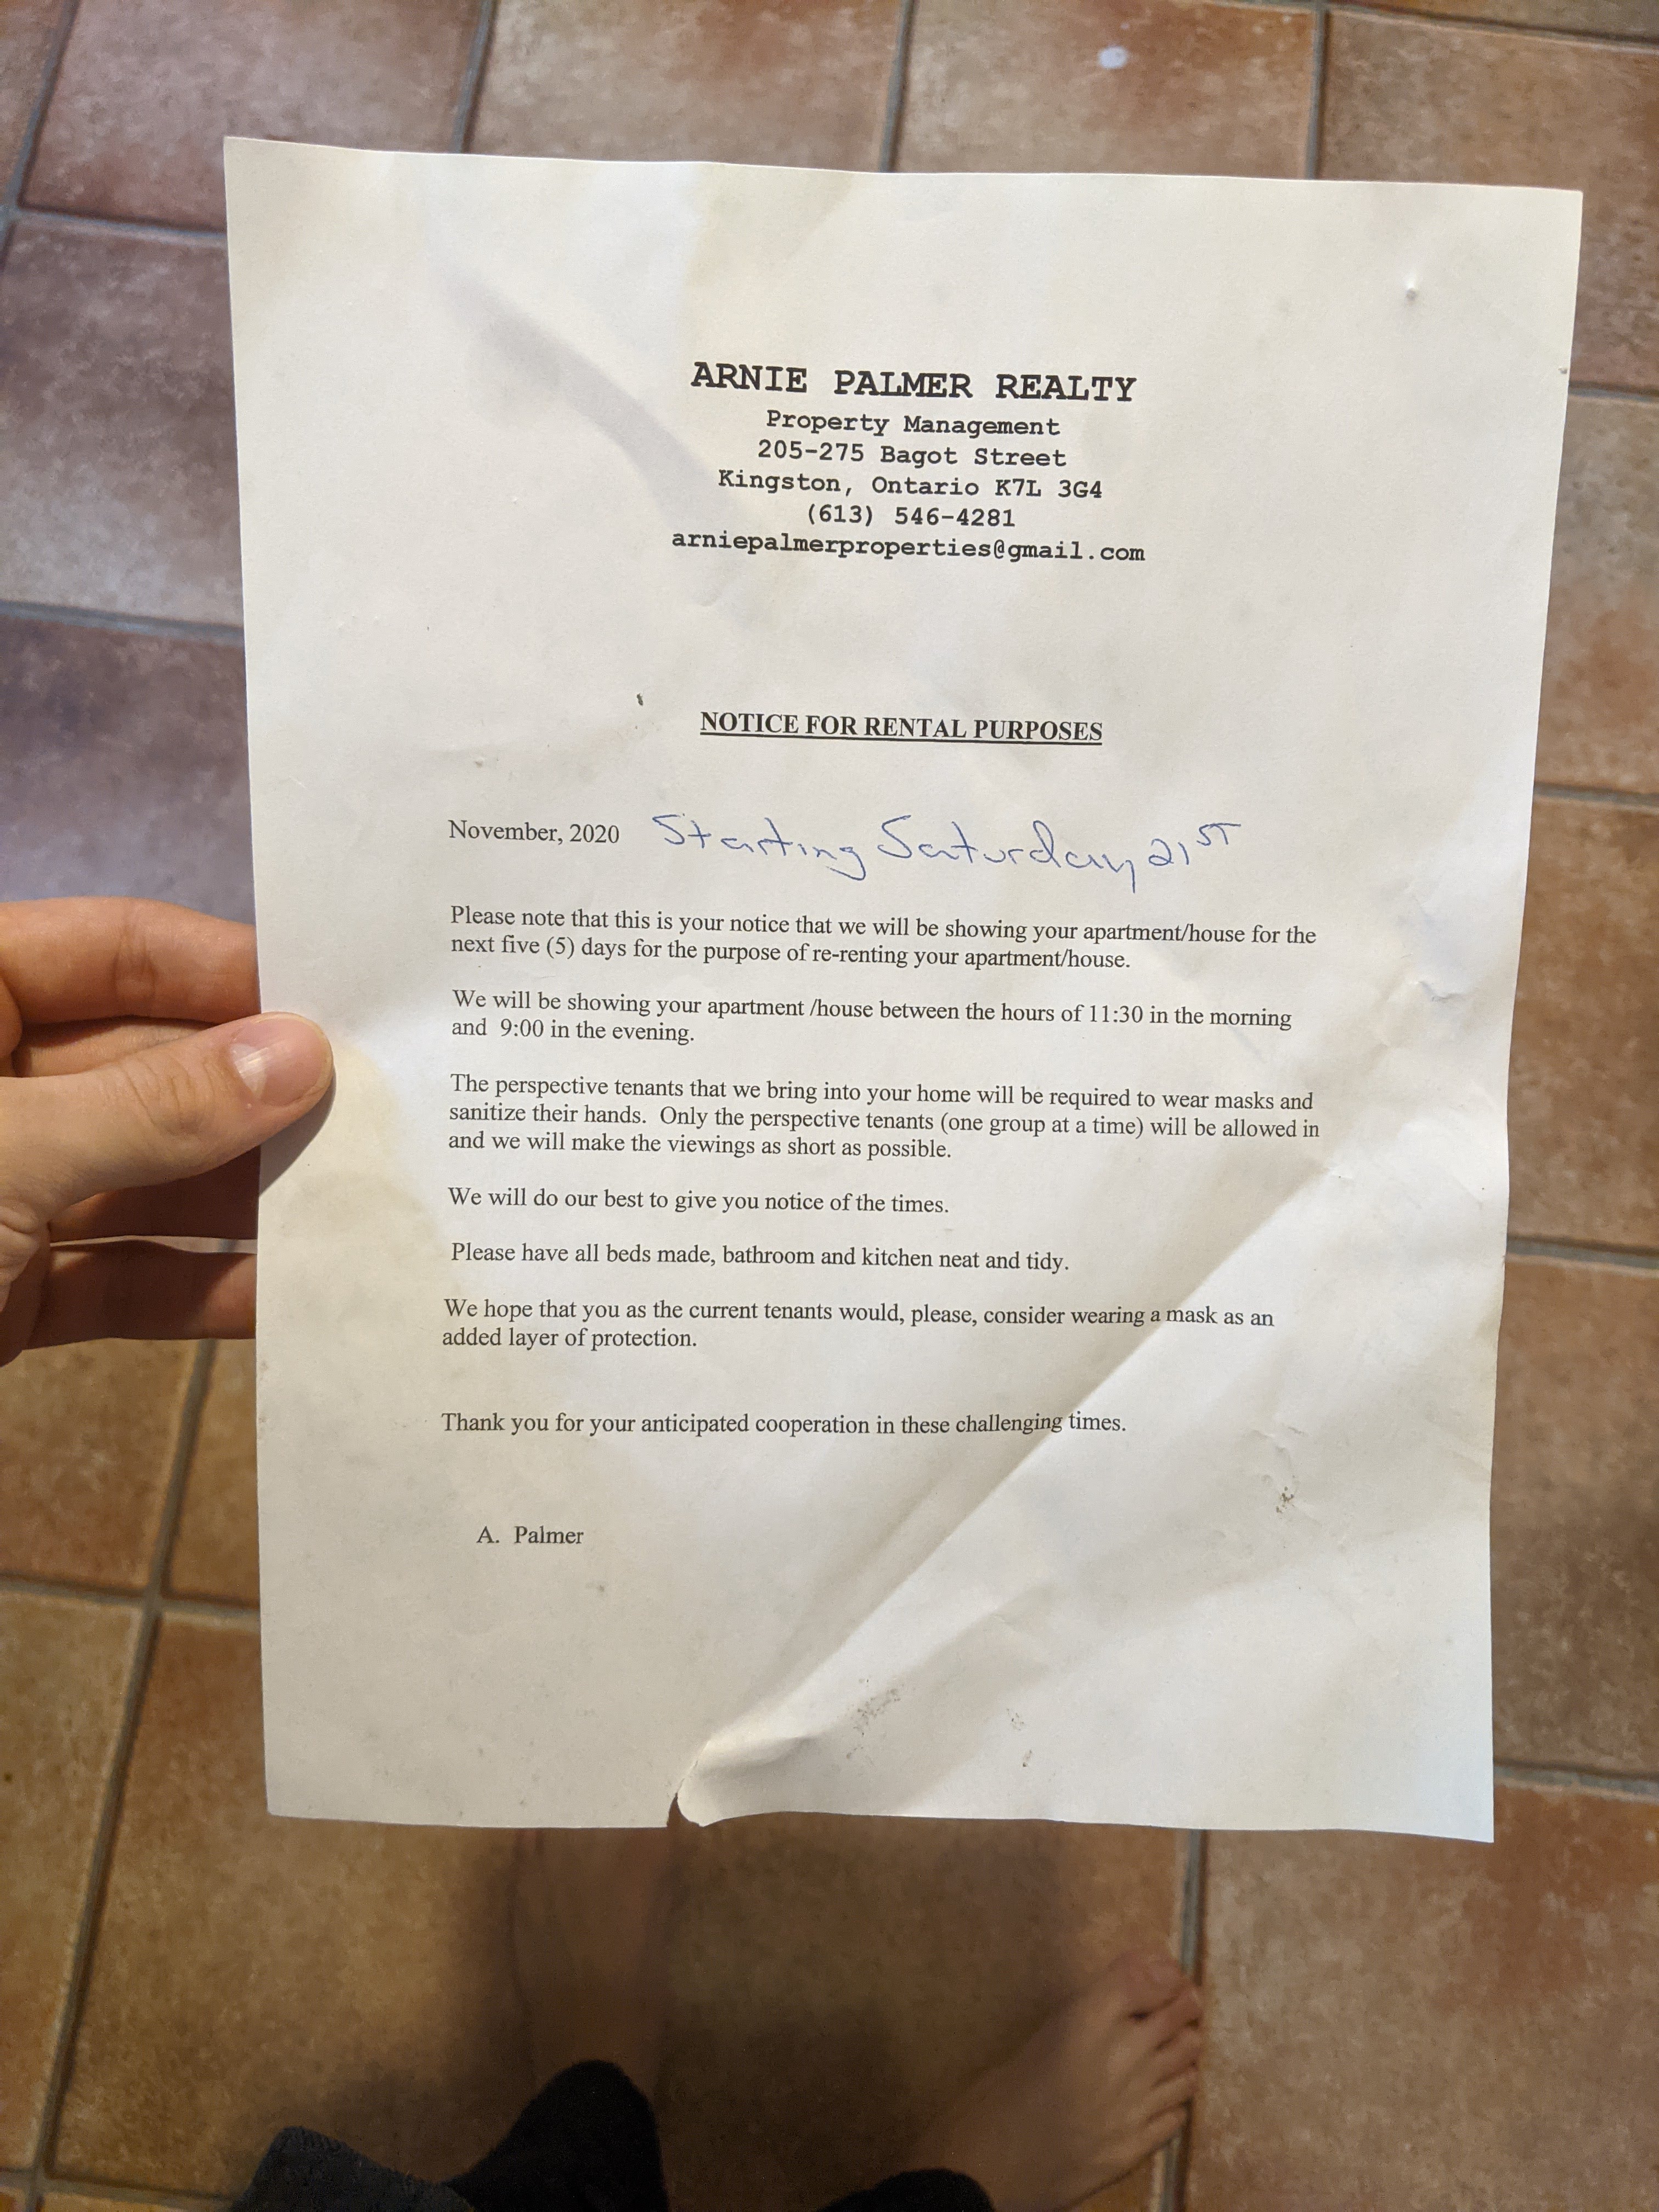 ARNIE PALMER REALTY
Property Management
205-275 Bagot Street
Kingston, Ontario K7L 3G4
(613) 546-4281
arniepalmerproperties@gmail.com
NOTICE FOR RENTAL PURPOSES
November, 2020 Starting Saturday 21ST
Please note that this is your notice that we will be showing your apartment/house for the
next five (5) days for the purpose of re-renting your apartment/house.
We will be showing your apartment /house between the hours of 11:30 in the morning
and 9:00 in the evening.
The perspective tenants that we bring into your home will be required to wear masks and
sanitize their hands. Only the perspective tenants (one group at a time) will be allowed in
and we will make the viewings as short as possible.
We will do our best to give you notice of the times.
Please have all beds made, bathroom and kitchen neat and tidy.
We hope that you as the current tenants would, please, consider wearing a mask as an
added layer of protection.
Thank you for your anticipated cooperation in these challenging times.
A. Palmer